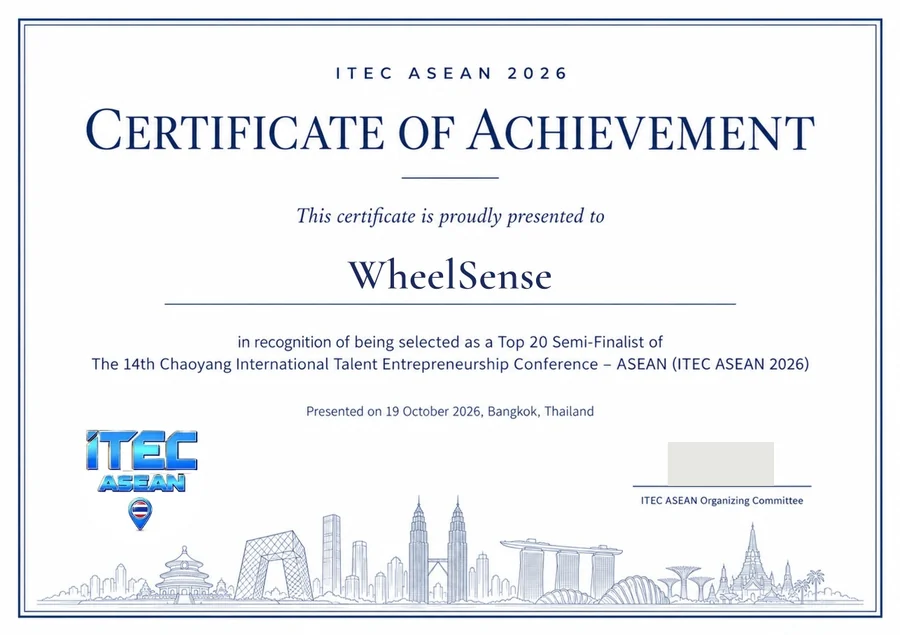 ITEC ASEAN 2026
CERTIFICATE OF ACHIEVEMENT
This certificate is proudly presented to
WheelSense
in recognition of being selected as a Top 20 Semi-Finalist of
The 14th Chaoyang International Talent Entrepreneurship Conference – ASEAN (ITEC ASEAN 2026)
Presented on 19 October 2026, Bangkok, Thailand
iTEC
ASEAN
ITEC ASEAN Organizing Committee